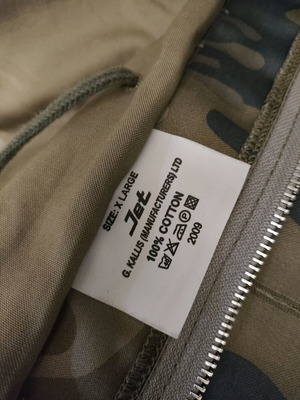 SIZE: X LARGE
Jet
G. KALLIS (MANUFACTURERS) LTD
100% COTTON
2009